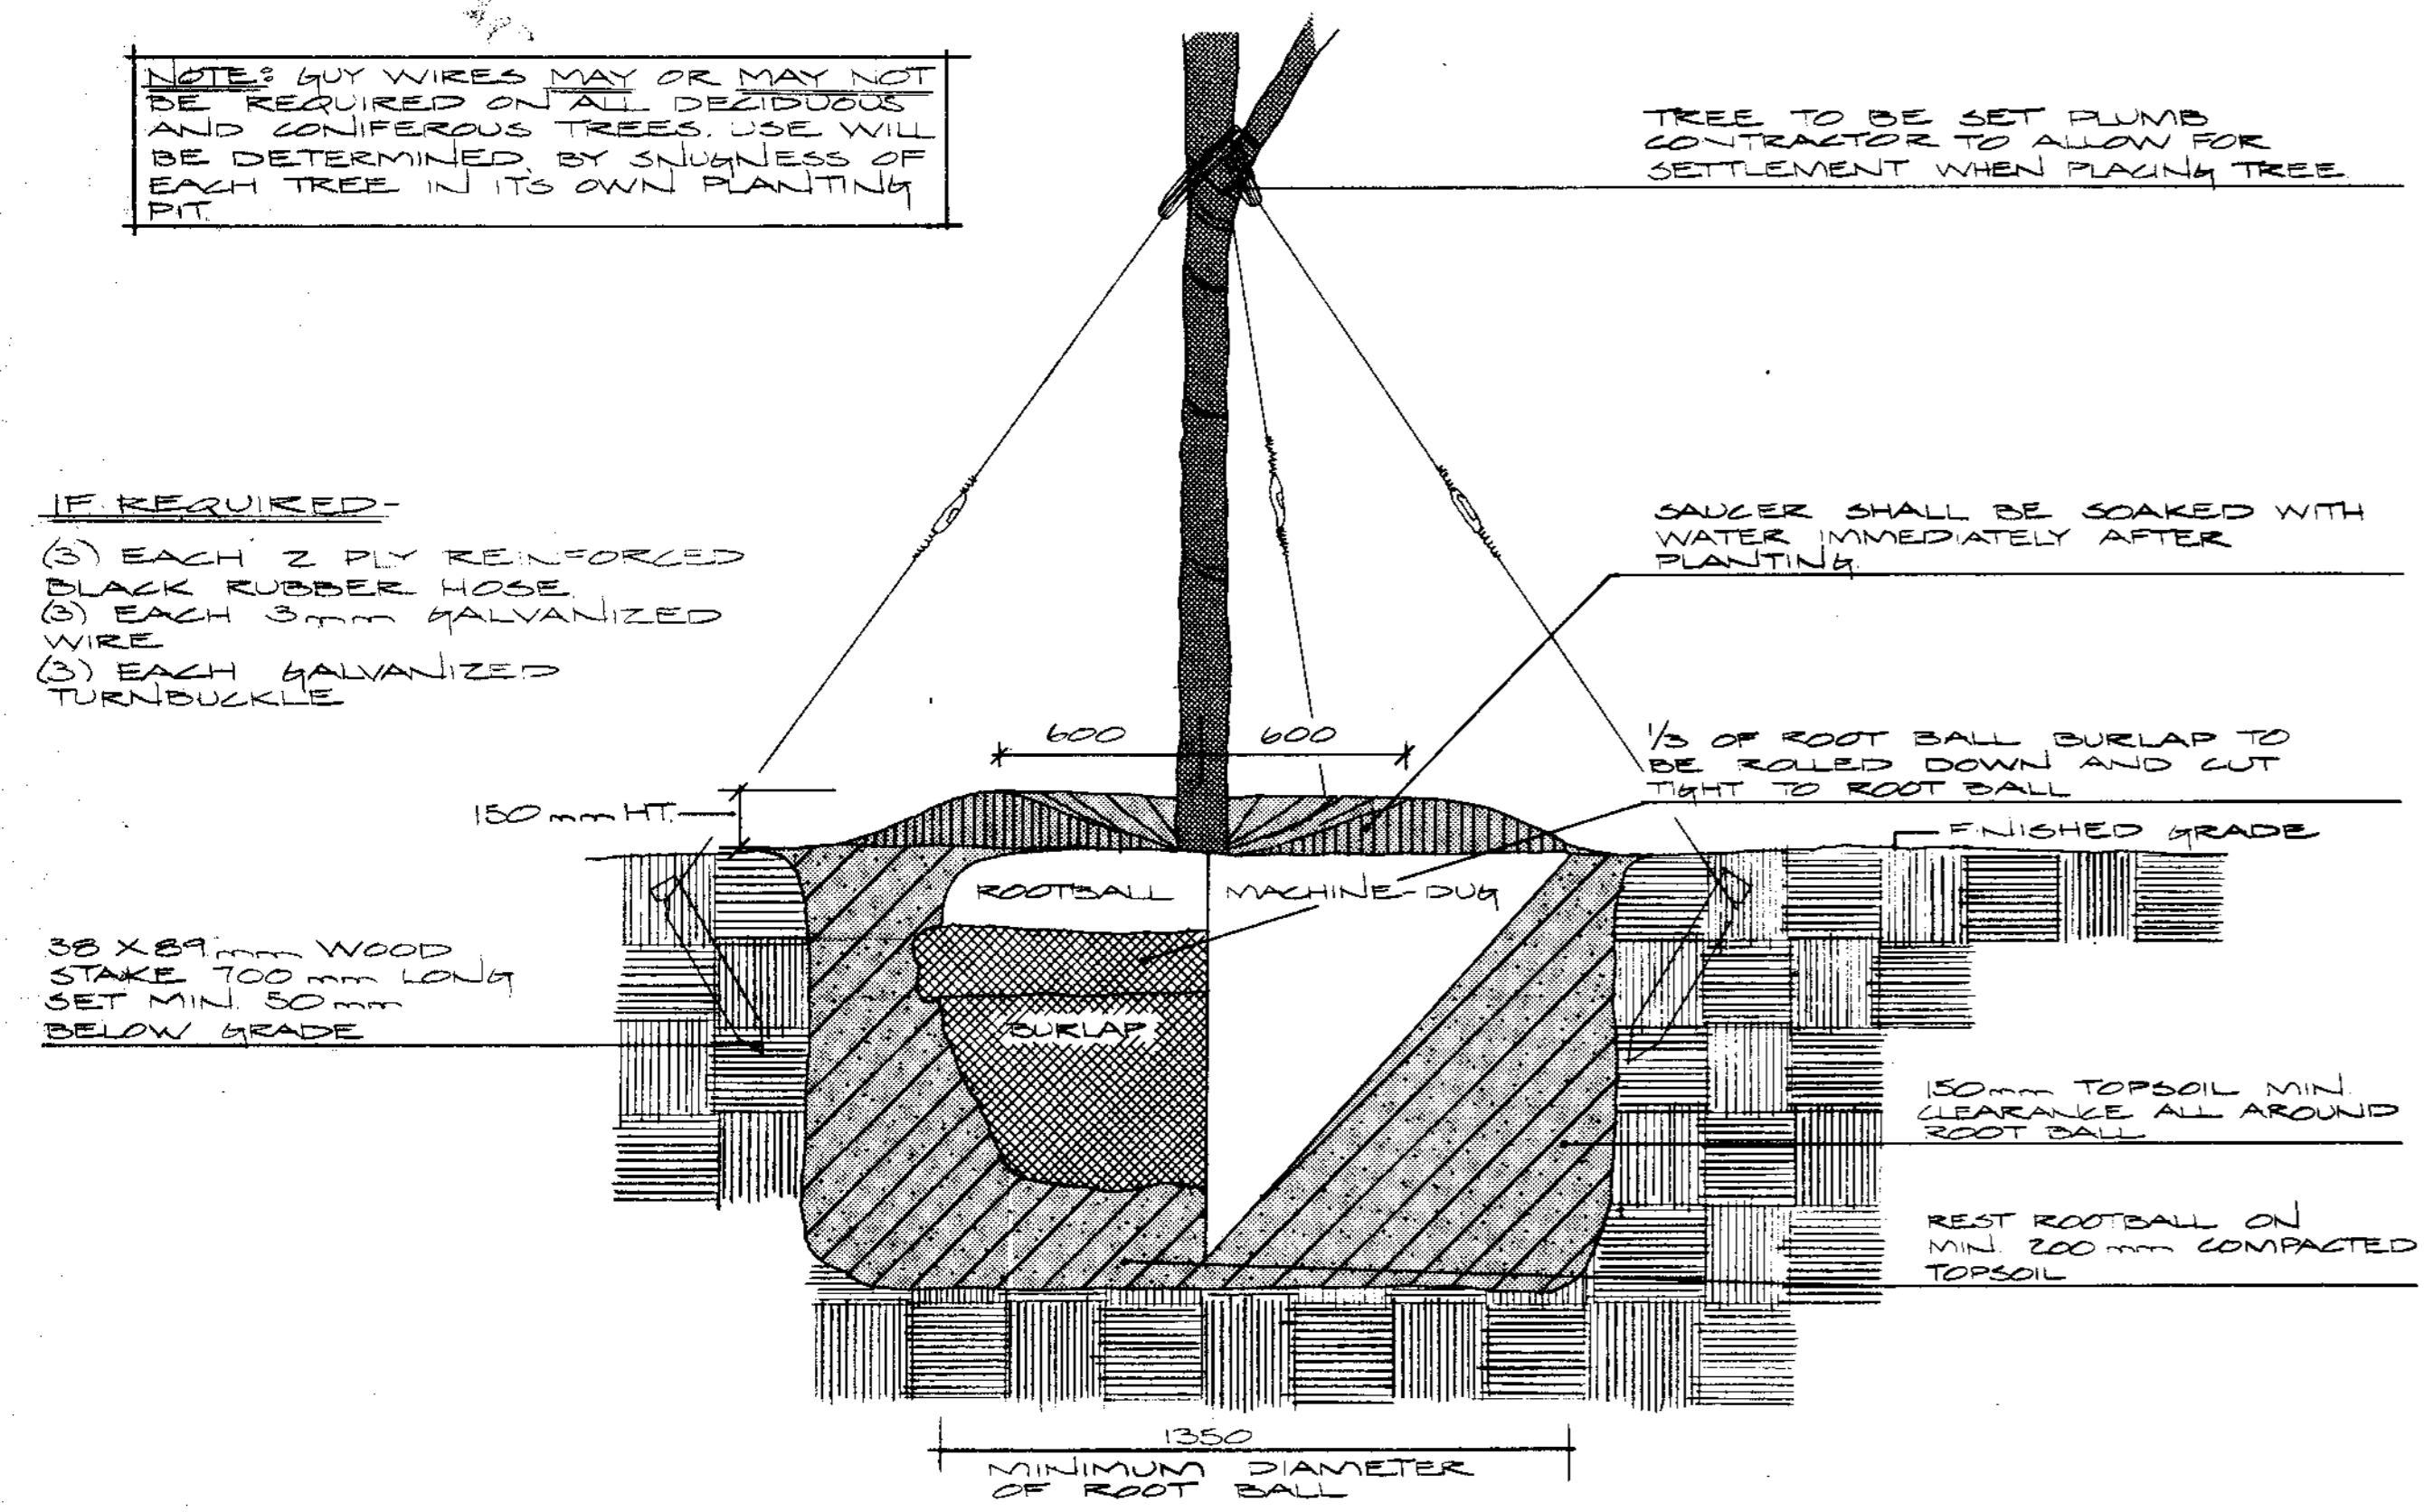 NOTE: GUY WIRES MAY OR MAY NOT
BE REQUIRED ON ALL DECIDUOUS
AND CONIFEROUS TREES. USE WILL
BE DETERMINED BY SNUGNESS OF
EACH TREE IN IT'S OWN PLANTING
PIT.
TREE TO BE SET PLUMB
CONTRACTOR TO ALLOW FOR
SETTLEMENT WHEN PLACING TREE.
IF REQUIRED-
(3) EACH 2 PLY REINFORCED
BLACK RUBBER HOSE.
(3) EACH 3mm GALVANIZED
WIRE
(3) EACH GALVANIZED
TURNBUCKLE
SAUCER SHALL BE SOAKED WITH
WATER IMMEDIATELY AFTER
PLANTING.
600 600
1/3 OF ROOT BALL BURLAP TO
BE ROLLED DOWN AND CUT
TIGHT TO ROOT BALL
150 mm HT.
FINISHED GRADE
ROOTBALL MACHINE-DUG
38 X 89 mm WOOD
STAKE 700 mm LONG
SET MIN. 50 mm
BELOW GRADE
BURLAP
150mm TOPSOIL MIN.
CLEARANCE ALL AROUND
ROOT BALL
REST ROOTBALL ON
MIN. 200 mm COMPACTED
TOPSOIL
1350
MINIMUM DIAMETER
OF ROOT BALL